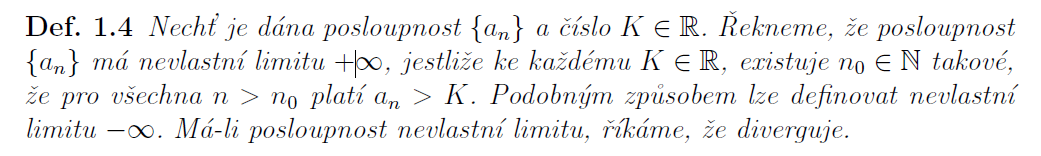 Def. 1.4 Nechť je dána posloupnost {aₙ} a číslo K ∈ ℝ. Řekneme, že posloupnost
{aₙ} má nevlastní limitu +∞, jestliže ke každému K ∈ ℝ, existuje n₀ ∈ ℕ takové,
že pro všechna n > n₀ platí aₙ > K. Podobným způsobem lze definovat nevlastní
limitu −∞. Má-li posloupnost nevlastní limitu, říkáme, že diverguje.